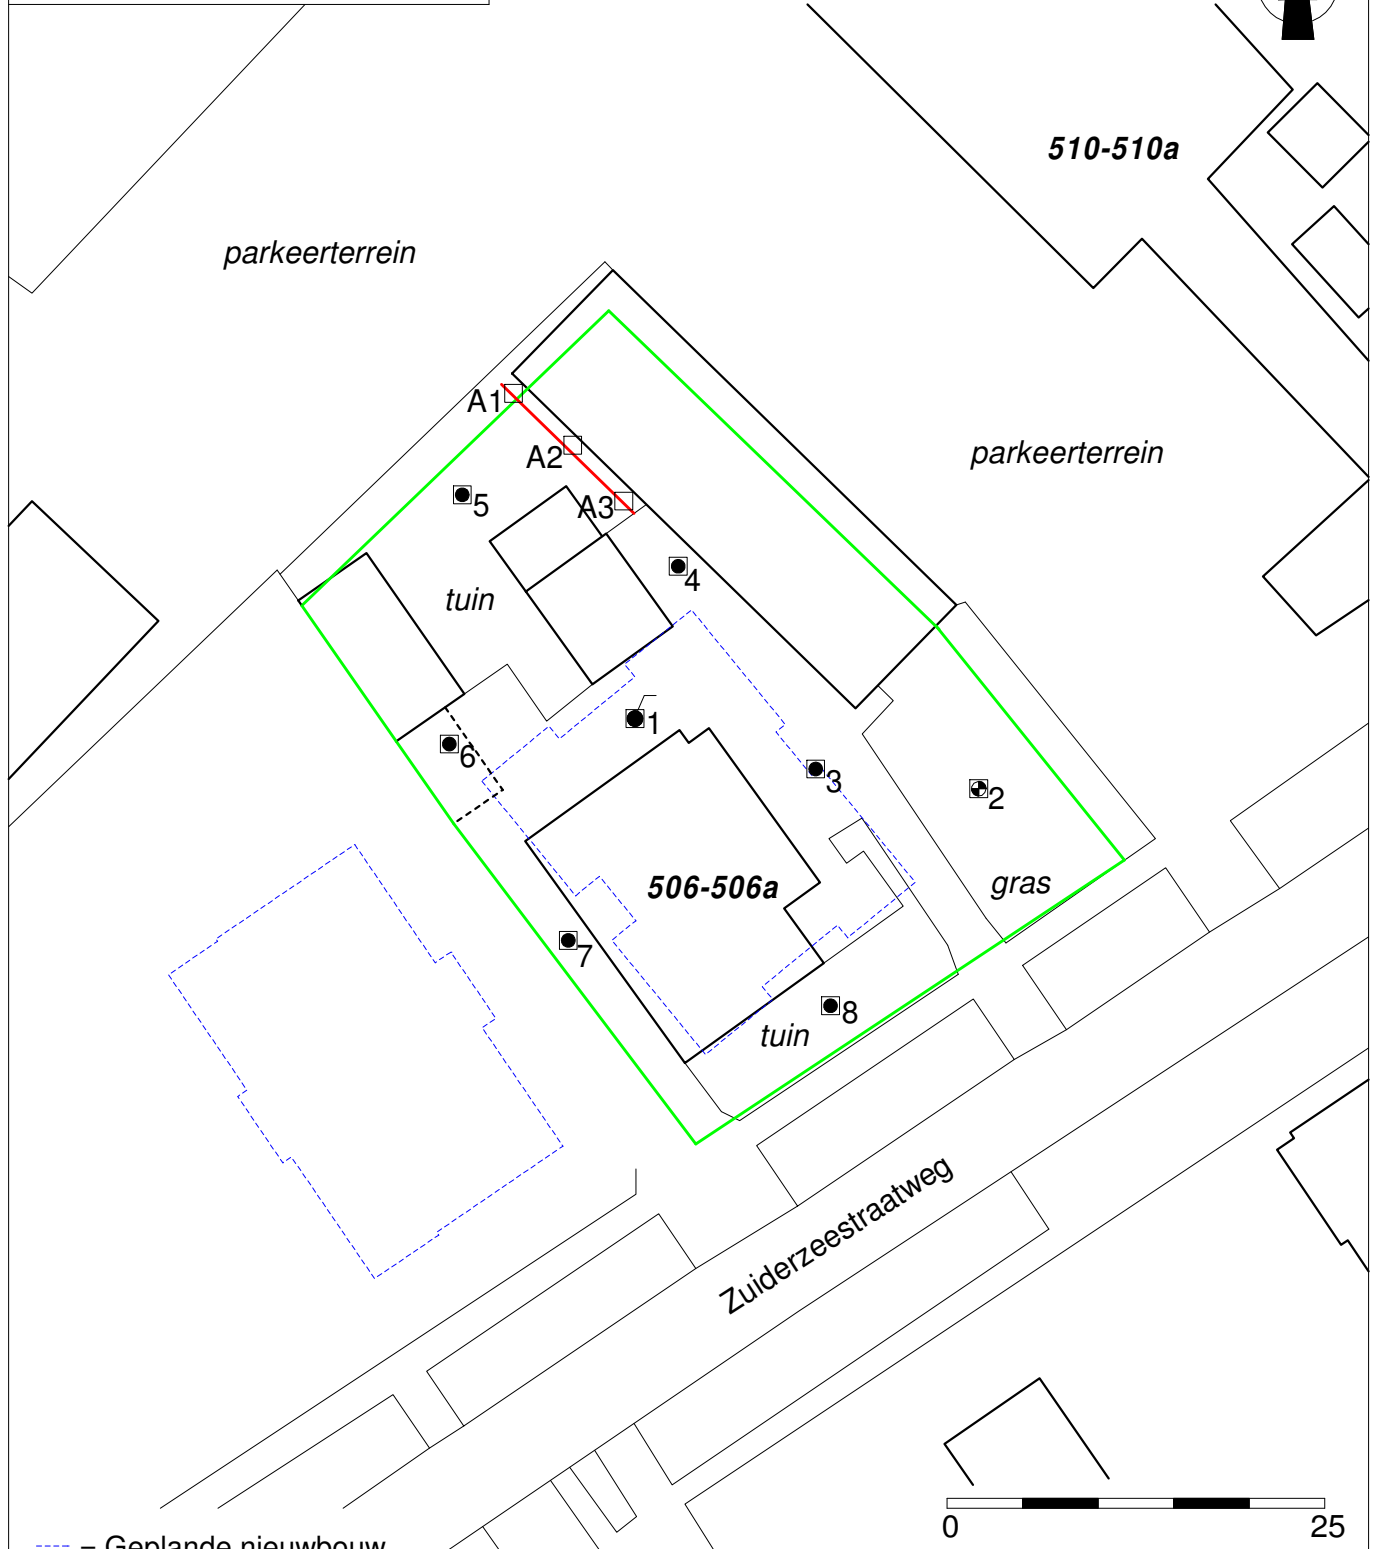 510-510a
parkeerterrein
A1
parkeerterrein
A2
5
A3
4
tuin
1
6
3
2
506-506a
gras
7
8
tuin
Zuiderzeestraatweg
0
25
= Geplande nieuwbouw